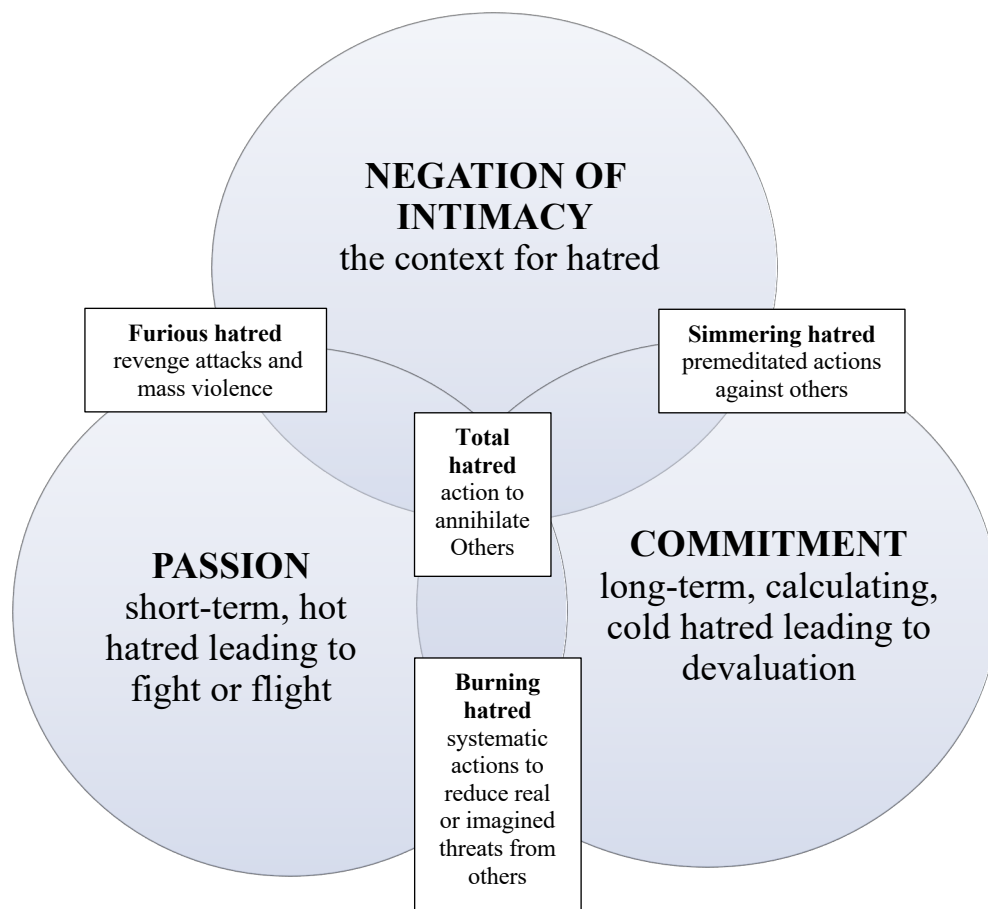 NEGATION OF
INTIMACY
the context for hatred
Furious hatred
revenge attacks and
mass violence
Simmering hatred
premeditated actions
against others
Total
hatred
action to
annihilate
Others
PASSION
short-term, hot
hatred leading to
fight or flight
COMMITMENT
long-term, calculating,
cold hatred leading to
devaluation
Burning
hatred
systematic
actions to
reduce real
or imagined
threats from
others